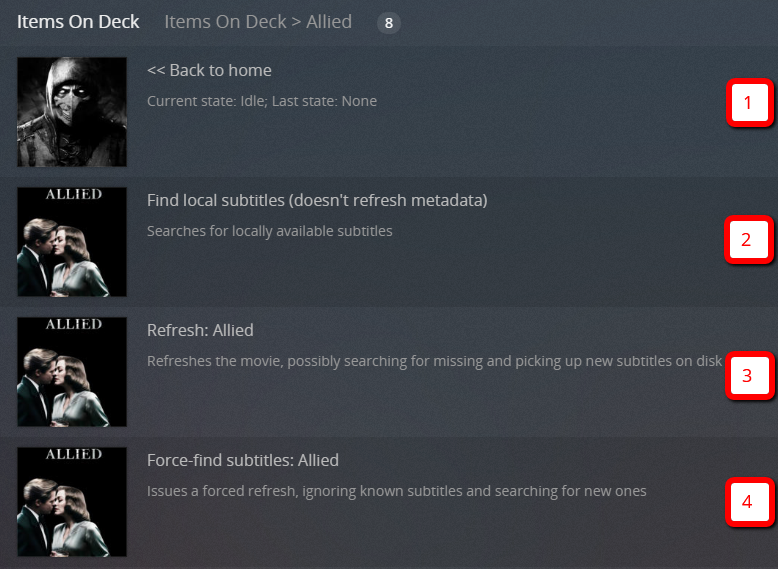 Items On Deck
Items On Deck > Allied
8
<< Back to home
Current state: Idle; Last state: None
1
ALLIED
Find local subtitles (doesn't refresh metadata)
Searches for locally available subtitles
2
ALLIED
Refresh: Allied
Refreshes the movie, possibly searching for missing and picking up new subtitles on disk
3
ALLIED
Force-find subtitles: Allied
Issues a forced refresh, ignoring known subtitles and searching for new ones
4